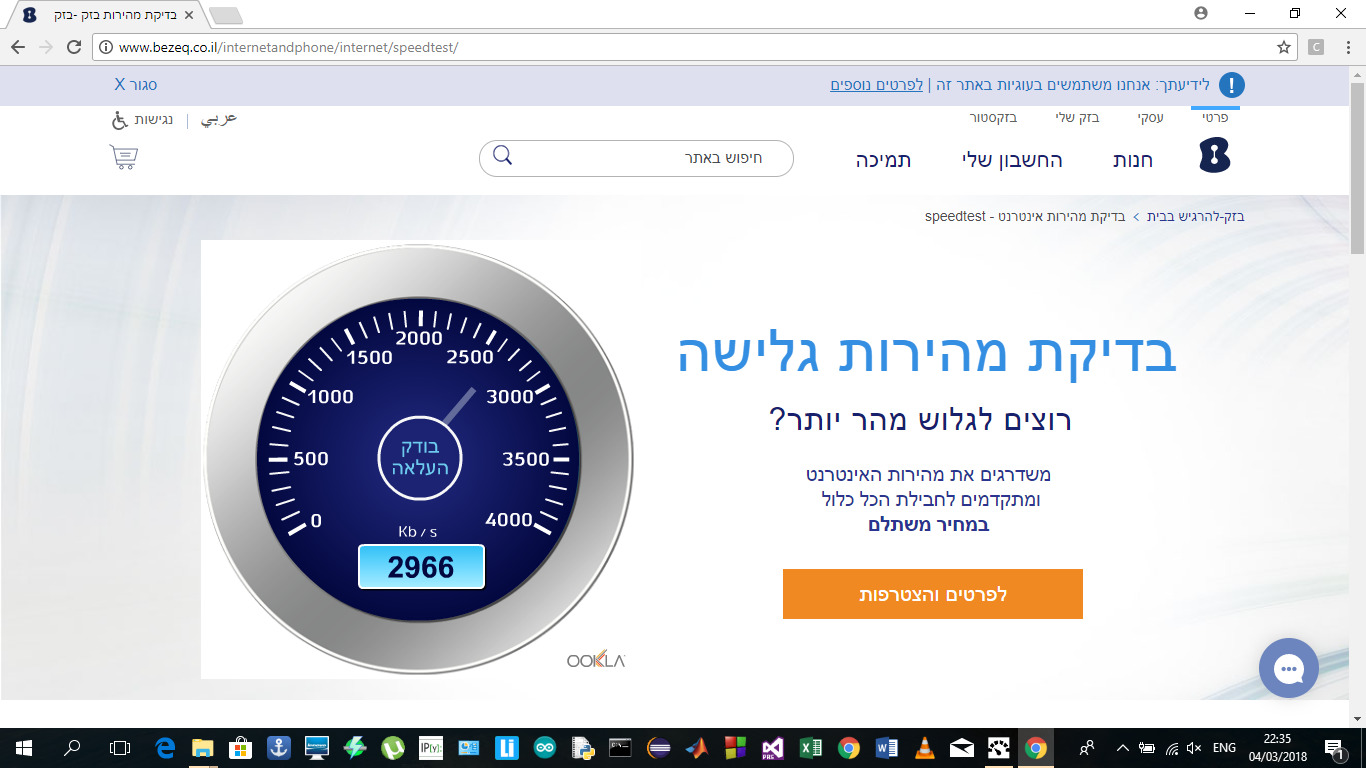 בדיקת מהירות בזק -בזק
www.bezeq.co.il/internetandphone/internet/speedtest/
C
לידיעתך: אנחנו משתמשים בעוגיות באתר זה | לפרטים נוספים
סגור X
פרטי
עסקי
בזק שלי
בזקסטור
عربي
נגישות
חנות
החשבון שלי
תמיכה
חיפוש באתר
בזק-להרגיש בבית > בדיקת מהירות אינטרנט - speedtest
בדיקת מהירות גלישה
רוצים לגלוש מהר יותר?
משדרגים את מהירות האינטרנט
ומתקדמים לחבילת הכל כלול
במחיר משתלם
לפרטים והצטרפות
0
500
1000
1500
2000
2500
3000
3500
4000
בודק
העלאה
Kb / s
2966
OOKLA
IP(y):
ENG
22:35
04/03/2018
1